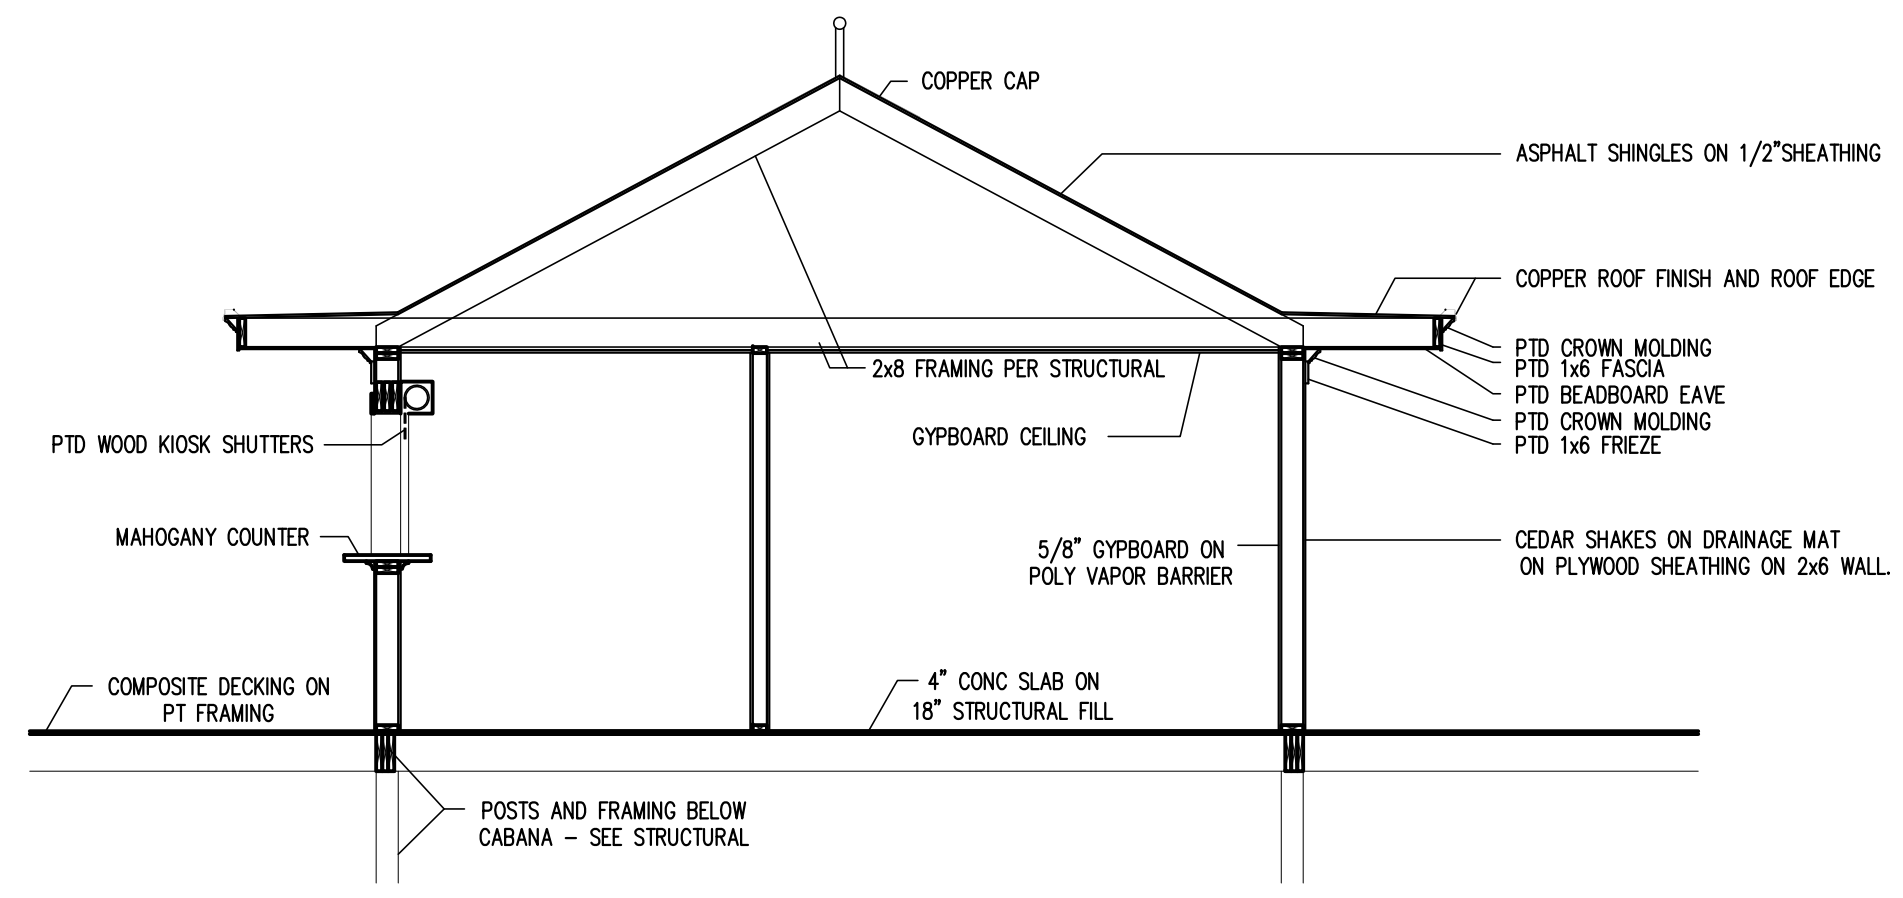 COPPER CAP
ASPHALT SHINGLES ON 1/2”SHEATHING
COPPER ROOF FINISH AND ROOF EDGE
PTD CROWN MOLDING
PTD 1x6 FASCIA
PTD BEADBOARD EAVE
PTD CROWN MOLDING
PTD 1x6 FRIEZE
2x8 FRAMING PER STRUCTURAL
GYPBOARD CEILING
PTD WOOD KIOSK SHUTTERS
MAHOGANY COUNTER
5/8” GYPBOARD ON
POLY VAPOR BARRIER
CEDAR SHAKES ON DRAINAGE MAT
ON PLYWOOD SHEATHING ON 2x6 WALL.
COMPOSITE DECKING ON
PT FRAMING
4” CONC SLAB ON
18” STRUCTURAL FILL
POSTS AND FRAMING BELOW
CABANA – SEE STRUCTURAL